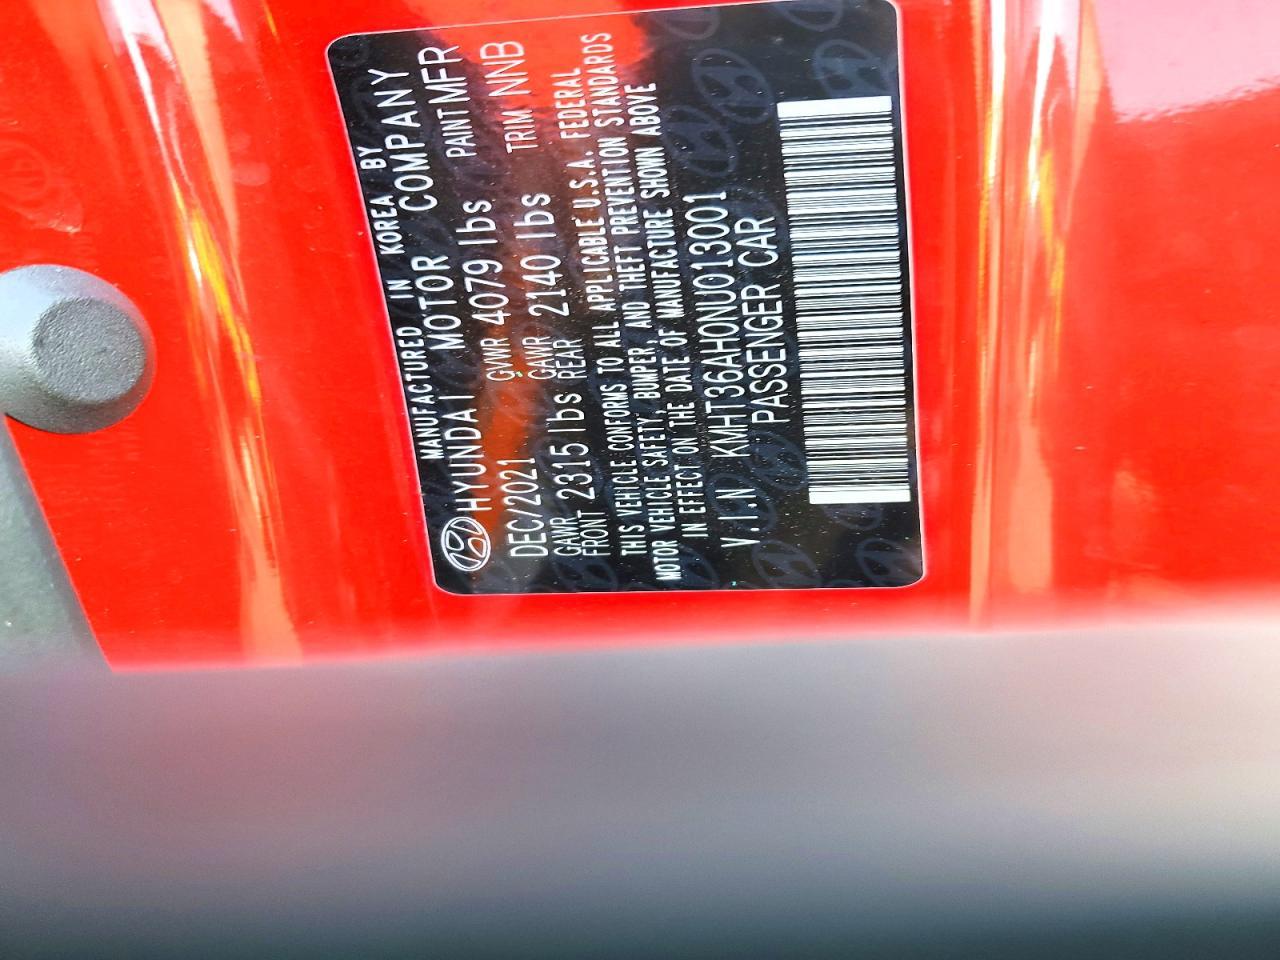 MANUFACTURED IN KOREA BY
HYUNDAI MOTOR COMPANY
DEC/2021 GVWR 4079 lbs PAINT MFR
GAWR FRONT 2315 lbs GAWR REAR 2140 lbs TRIM NNB
THIS VEHICLE CONFORMS TO ALL APPLICABLE U.S.A. FEDERAL
MOTOR VEHICLE SAFETY, BUMPER, AND THEFT PREVENTION STANDARDS
IN EFFECT ON THE DATE OF MANUFACTURE SHOWN ABOVE
V.I.N KMHT36AH0NU013001
PASSENGER CAR